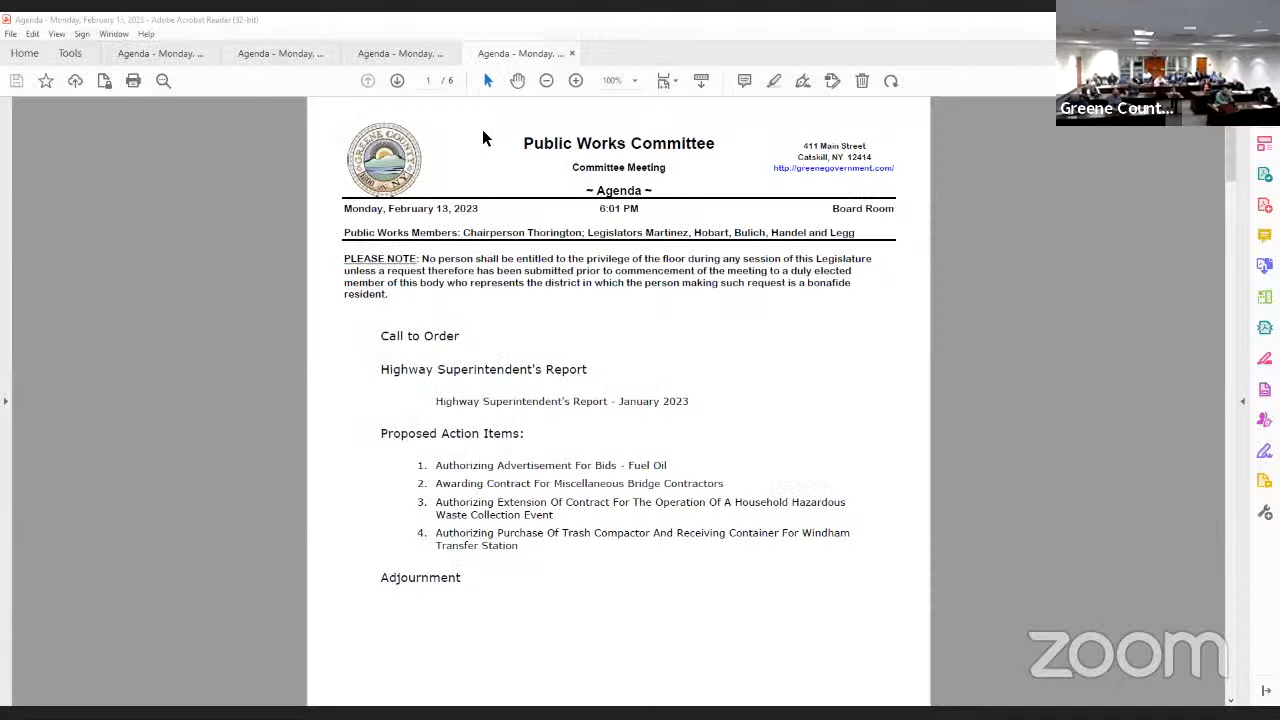 Agenda - Monday, February 13, 2023 - Adobe Acrobat Reader (32-bit)
File Edit View Sign Window Help
Home Tools Agenda - Monday, ... Agenda - Monday, ... Agenda - Monday, ... Agenda - Monday, ... ×
1 / 6 100%
Greene Count...
GREENE COUNTY
1800 N.Y.
Public Works Committee
Committee Meeting
~ Agenda ~
411 Main Street
Catskill, NY 12414
http://greenegovernment.com/
Monday, February 13, 2023 6:01 PM Board Room
Public Works Members: Chairperson Thorington; Legislators Martinez, Hobart, Bulich, Handel and Legg
PLEASE NOTE: No person shall be entitled to the privilege of the floor during any session of this Legislature
unless a request therefore has been submitted prior to commencement of the meeting to a duly elected
member of this body who represents the district in which the person making such request is a bonafide
resident.
Call to Order
Highway Superintendent's Report
Highway Superintendent's Report - January 2023
Proposed Action Items:
1. Authorizing Advertisement For Bids - Fuel Oil
2. Awarding Contract For Miscellaneous Bridge Contractors
3. Authorizing Extension Of Contract For The Operation Of A Household Hazardous
Waste Collection Event
4. Authorizing Purchase Of Trash Compactor And Receiving Container For Windham
Transfer Station
Adjournment
zoom